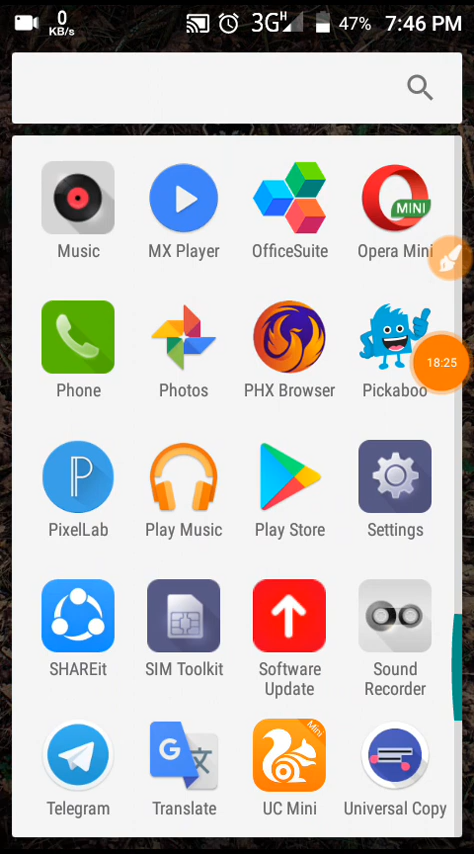 0
KB/s
3G H
47%
7:46 PM
Music
MX Player
OfficeSuite
MINI
Opera Mini
Phone
Photos
PHX Browser
Pickaboo
18:25
P
PixelLab
Play Music
Play Store
Settings
SHAREit
SIM Toolkit
Software
Update
Sound
Recorder
Telegram
G 文
Translate
Mini
UC Mini
Universal Copy